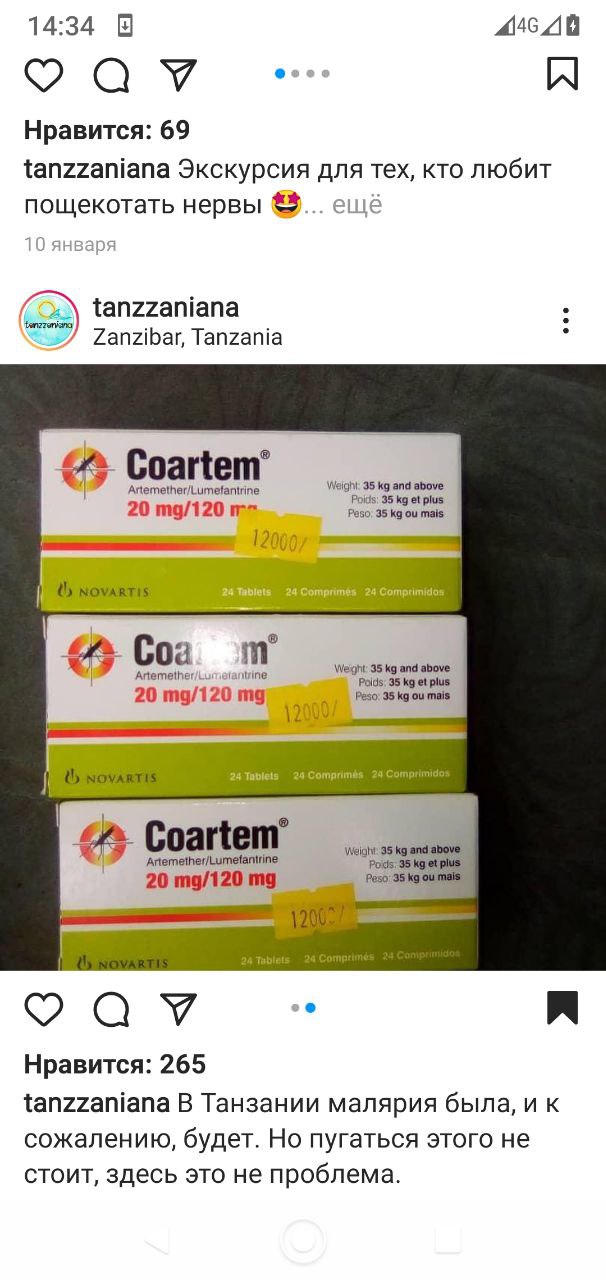 14:34
4G
Нравится: 69
tanzzaniana Экскурсия для тех, кто любит
пощекотать нервы 🤩... ещё
10 января
tanzzaniana
tanzzaniana
Zanzibar, Tanzania
Coartem®
Artemether/Lumefantrine
20 mg/120
12000/
Weight: 35 kg and above
Poids: 35 kg et plus
Peso: 35 kg ou mais
NOVARTIS
24 Tablets 24 Comprimés 24 Comprimidos
Coartem®
Artemether/Lumefantrine
20 mg/120 mg
12000/
Weight: 35 kg and above
Poids: 35 kg et plus
Peso: 35 kg ou mais
NOVARTIS
24 Tablets 24 Comprimés 24 Comprimidos
Coartem®
Artemether/Lumefantrine
20 mg/120 mg
12000/
Weight: 35 kg and above
Poids: 35 kg et plus
Peso: 35 kg ou mais
NOVARTIS
24 Tablets 24 Comprimés 24 Comprimidos
Нравится: 265
tanzzaniana В Танзании малярия была, и к
сожалению, будет. Но пугаться этого не
стоит, здесь это не проблема.